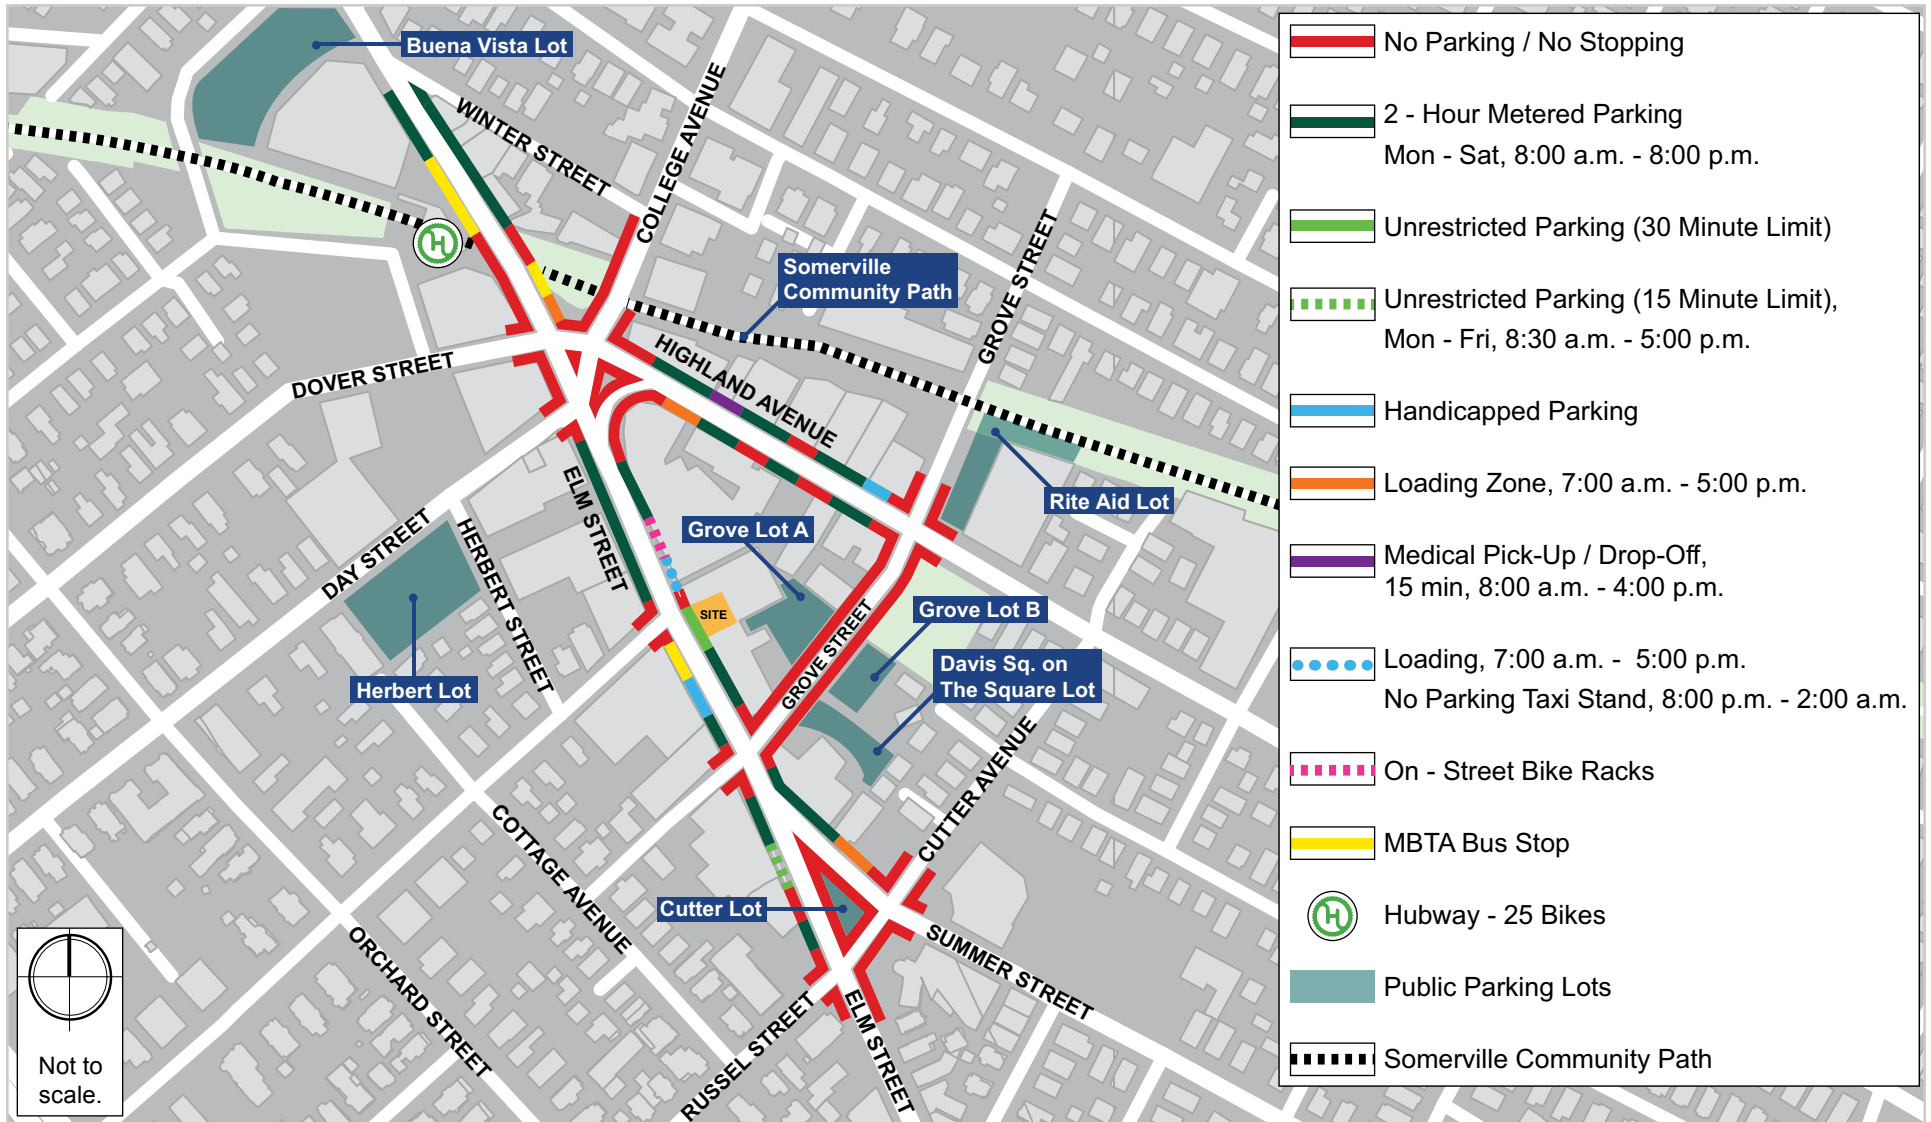 Buena Vista Lot
WINTER STREET
COLLEGE AVENUE
Somerville
Community Path
GROVE STREET
HIGHLAND AVENUE
DOVER STREET
ELM STREET
Rite Aid Lot
Grove Lot A
DAY STREET
HERBERT STREET
SITE
Grove Lot B
GROVE STREET
Davis Sq. on
The Square Lot
Herbert Lot
CUTTER AVENUE
COTTAGE AVENUE
Cutter Lot
ORCHARD STREET
SUMMER STREET
RUSSEL STREET
ELM STREET
H
Not to
scale.
No Parking / No Stopping
2 - Hour Metered Parking
Mon - Sat, 8:00 a.m. - 8:00 p.m.
Unrestricted Parking (30 Minute Limit)
Unrestricted Parking (15 Minute Limit),
Mon - Fri, 8:30 a.m. - 5:00 p.m.
Handicapped Parking
Loading Zone, 7:00 a.m. - 5:00 p.m.
Medical Pick-Up / Drop-Off,
15 min, 8:00 a.m. - 4:00 p.m.
Loading, 7:00 a.m. - 5:00 p.m.
No Parking Taxi Stand, 8:00 p.m. - 2:00 a.m.
On - Street Bike Racks
MBTA Bus Stop
H
Hubway - 25 Bikes
Public Parking Lots
Somerville Community Path